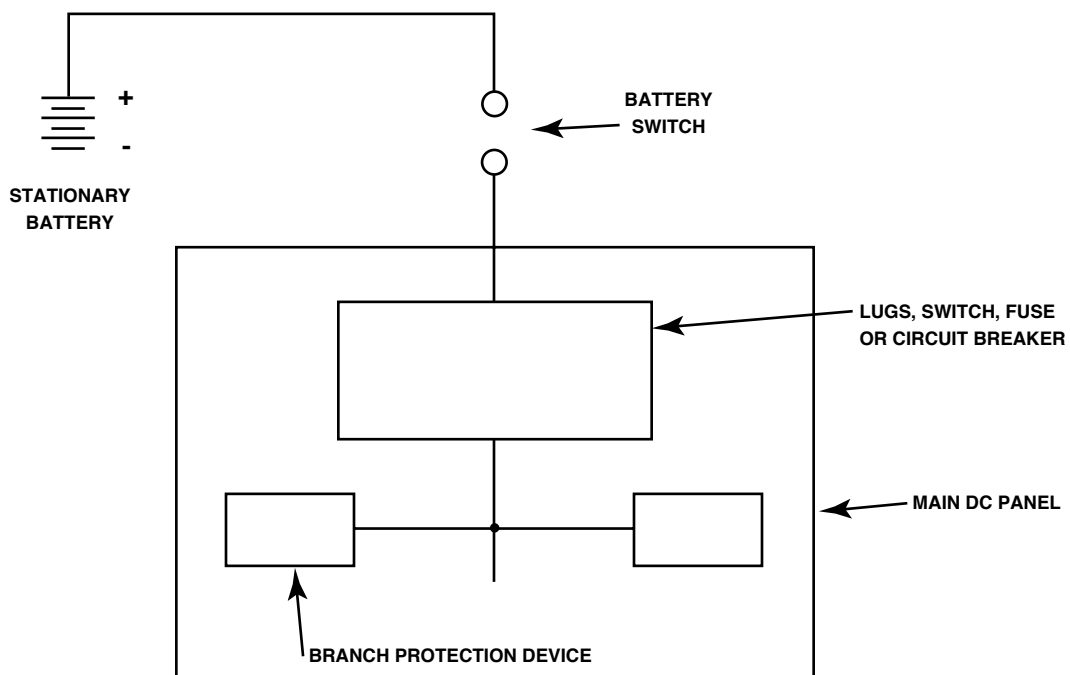 +
BATTERY
SWITCH
-
STATIONARY
BATTERY
LUGS, SWITCH, FUSE
OR CIRCUIT BREAKER
MAIN DC PANEL
BRANCH PROTECTION DEVICE